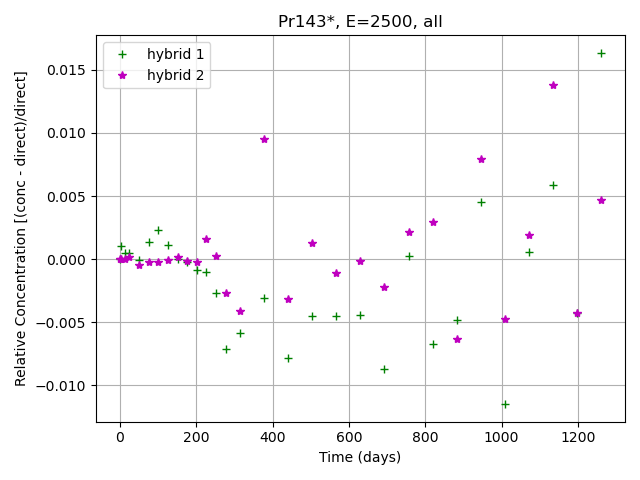 Pr143*, E=2500, all
hybrid 1
hybrid 2
Relative Concentration [(conc - direct)/direct]
0.015
0.010
0.005
0.000
−0.005
−0.010
0 200 400 600 800 1000 1200
Time (days)